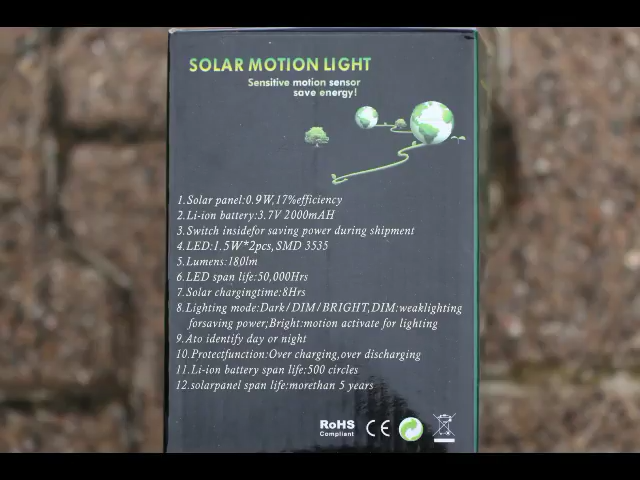 SOLAR MOTION LIGHT
Sensitive motion sensor
save energy!
1.Solar panel:0.9W,17%efficiency
2.Li-ion battery:3.7V 2000mAH
3.Switch insidefor saving power during shipment
4.LED:1.5W*2pcs,SMD 3535
5.Lumens:180lm
6.LED span life:50,000Hrs
7.Solar chargingtime:8Hrs
8.Lighting mode:Dark/DIM/BRIGHT,DIM:weaklighting
forsaving power;Bright:motion activate for lighting
9.Ato identify day or night
10.Protectfunction:Over charging,over discharging
11.Li-ion battery span life:500 circles
12.solarpanel span life:morethan 5 years
RoHS CE
Compliant